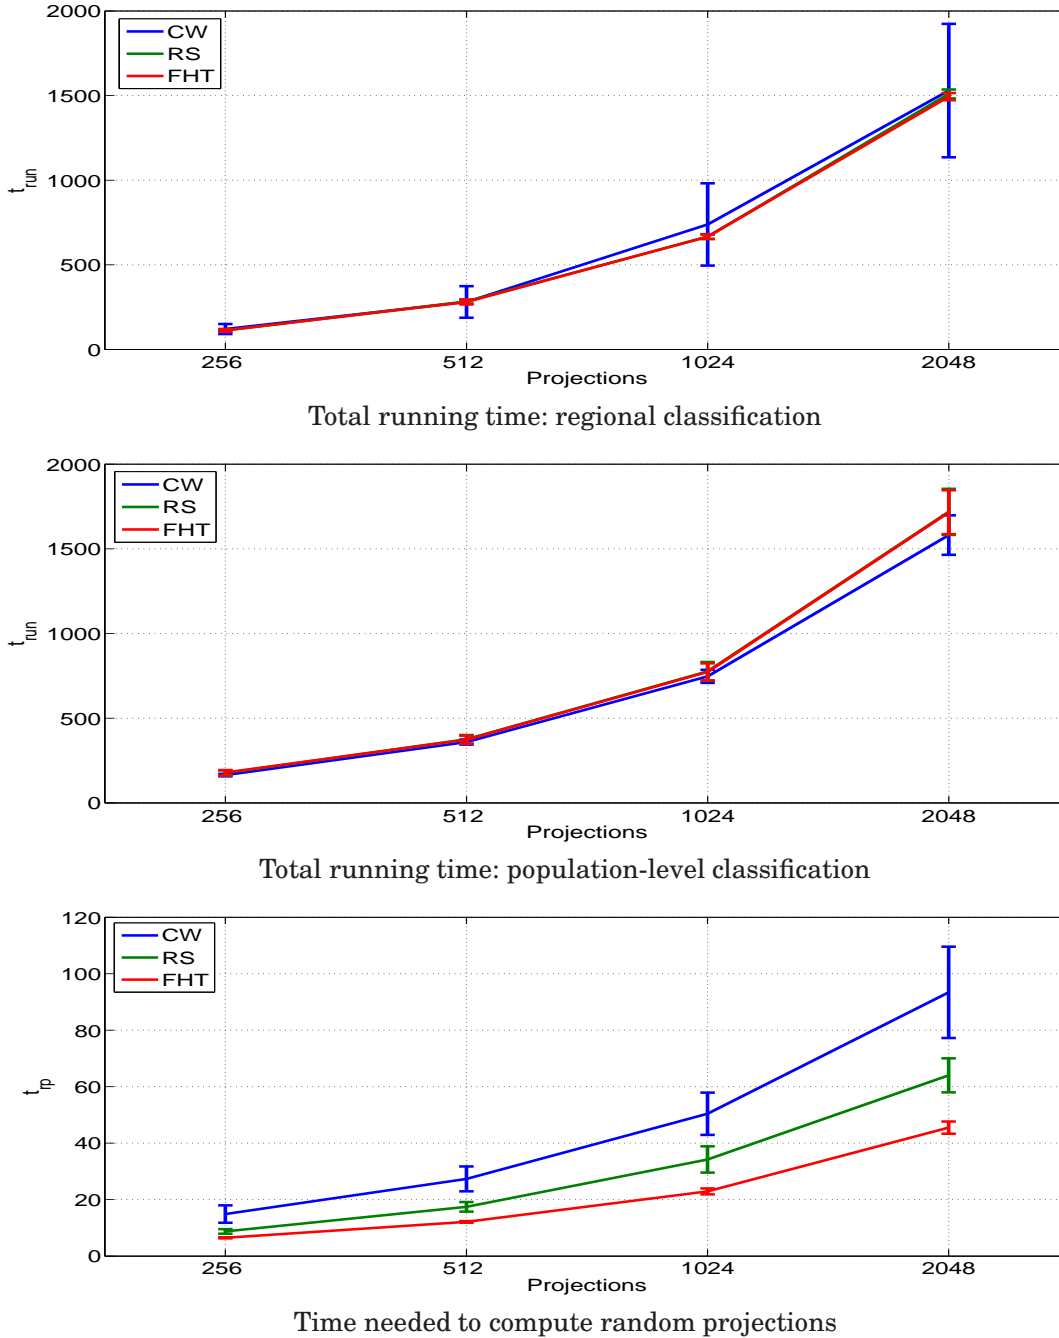 2000
1500
1000
500
0
t_run
CW
RS
FHT
256 512 1024 2048
Projections
Total running time: regional classification
2000
1500
1000
500
0
t_run
CW
RS
FHT
256 512 1024 2048
Projections
Total running time: population-level classification
120
100
80
60
40
20
0
t_rp
CW
RS
FHT
256 512 1024 2048
Projections
Time needed to compute random projections